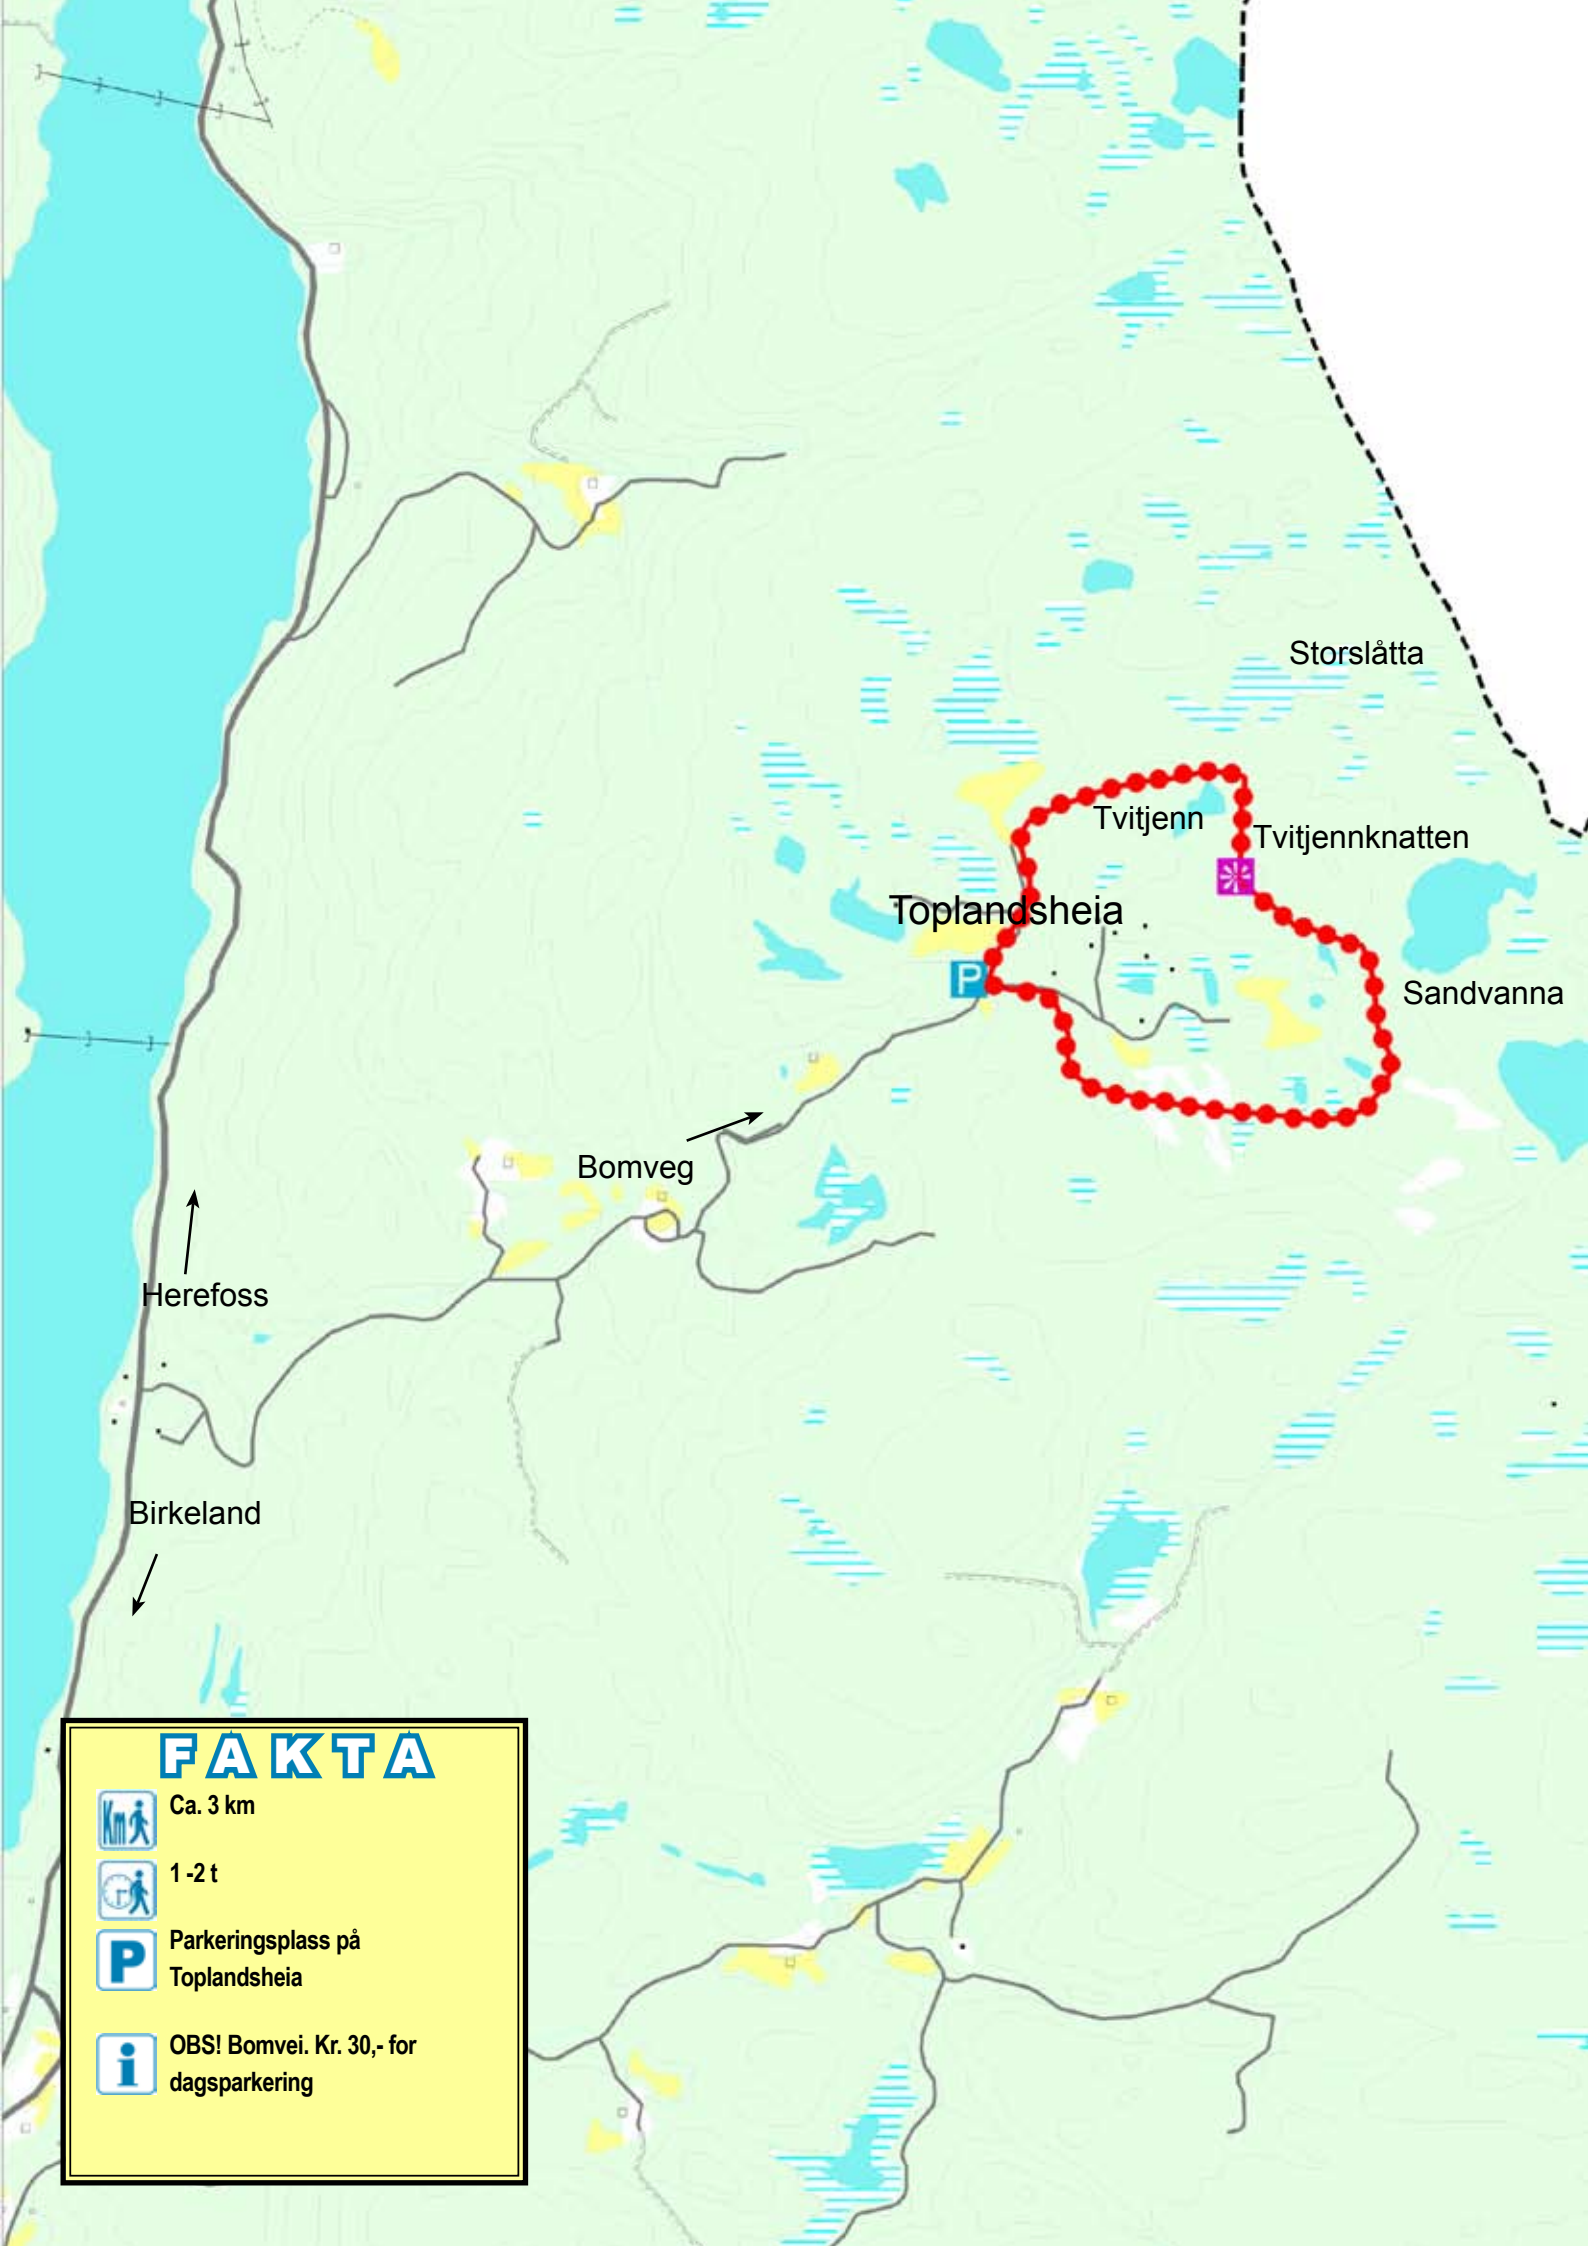 Storslåtta
Tvitjenn
Tvitjennknatten
Toplandsheia
P
Sandvanna
Bomveg
Herefoss
Birkeland
FAKTA
Km
Ca. 3 km
1 -2 t
P
Parkeringsplass på
Toplandsheia
i
OBS! Bomvei. Kr. 30,- for
dagsparkering